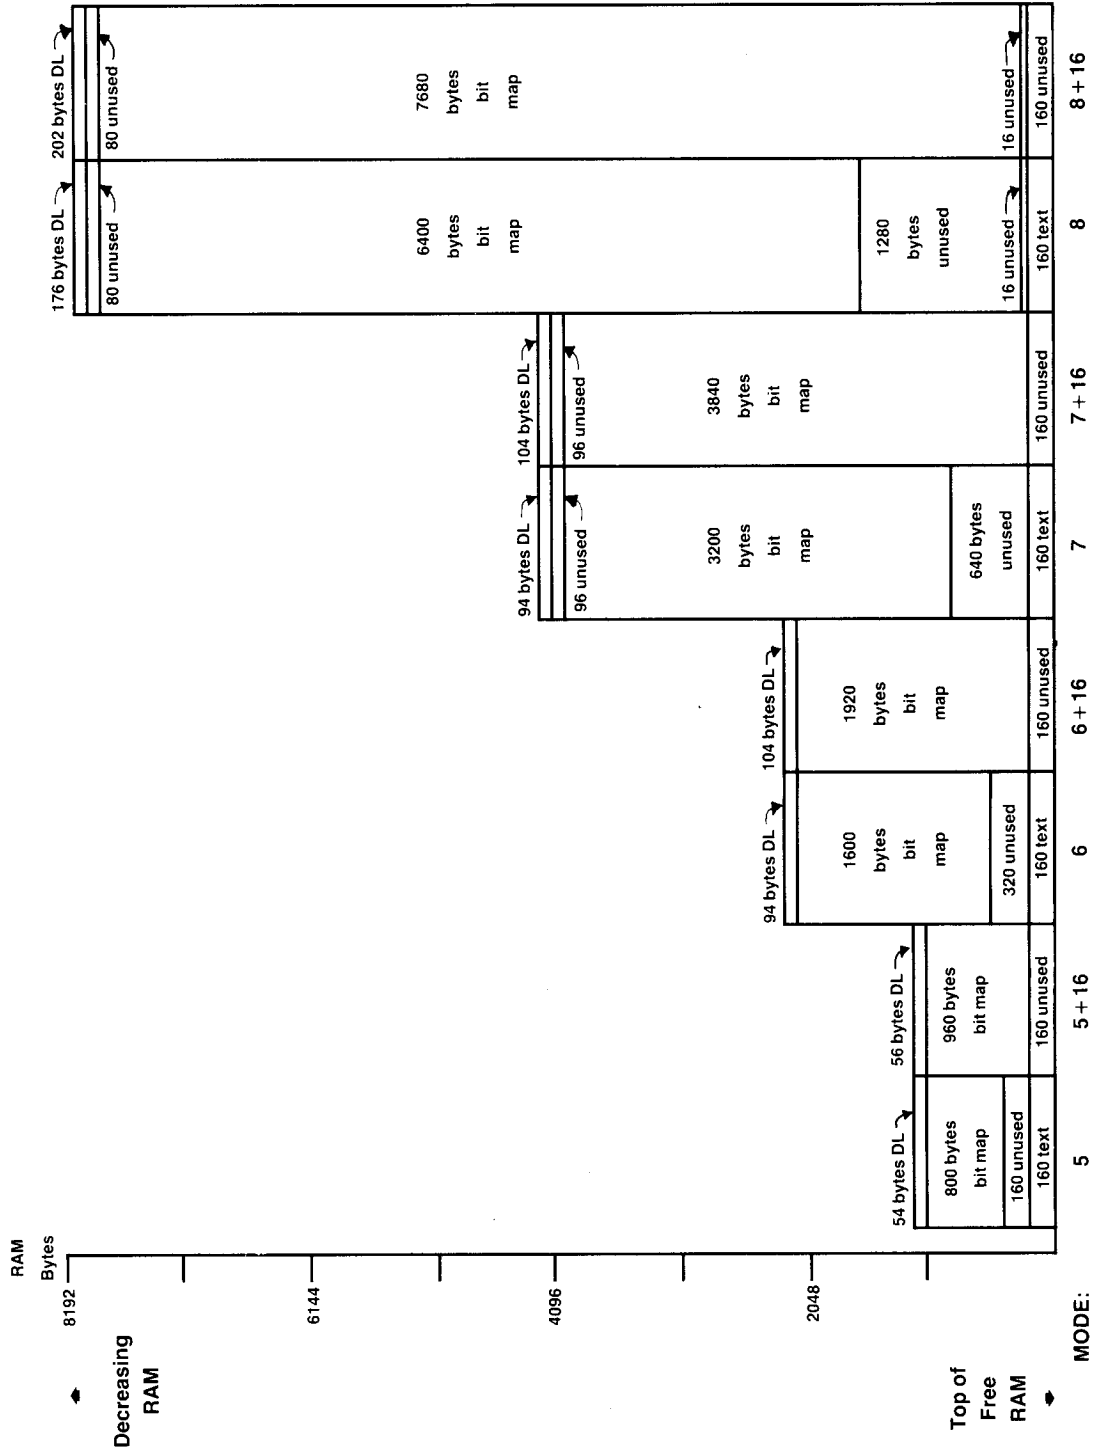 RAM
Bytes
8192
6144
4096
2048
Decreasing
RAM
Top of
Free
RAM
MODE:
54 bytes DL
800 bytes
bit map
160 unused
160 text
5
56 bytes DL
960 bytes
bit map
160 unused
5 + 16
94 bytes DL
1600
bytes
bit
map
320 unused
160 text
6
104 bytes DL
1920
bytes
bit
map
160 unused
6 + 16
94 bytes DL
96 unused
3200
bytes
bit
map
640 bytes
unused
160 text
7
104 bytes DL
96 unused
3840
bytes
bit
map
160 unused
7 + 16
176 bytes DL
80 unused
6400
bytes
bit
map
1280
bytes
unused
16 unused
160 text
8
202 bytes DL
80 unused
7680
bytes
bit
map
16 unused
160 unused
8 + 16